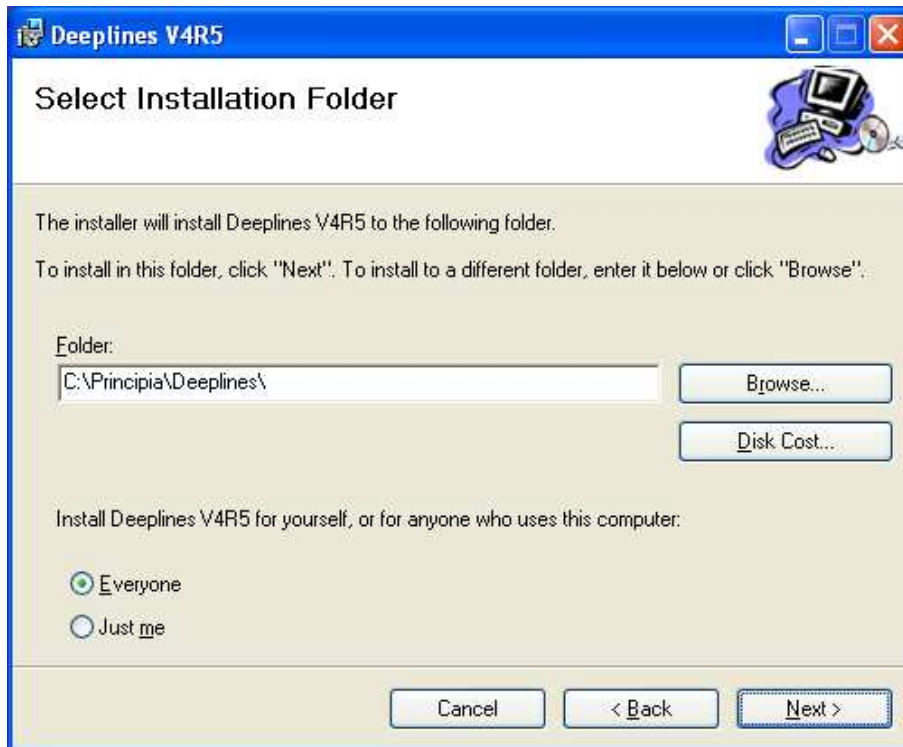 Deeplines V4R5
Select Installation Folder
The installer will install Deeplines V4R5 to the following folder.
To install in this folder, click "Next". To install to a different folder, enter it below or click "Browse".
Folder:
C:\Principia\Deeplines\
Browse...
Disk Cost...
Install Deeplines V4R5 for yourself, or for anyone who uses this computer:
Everyone
Just me
Cancel
< Back
Next >